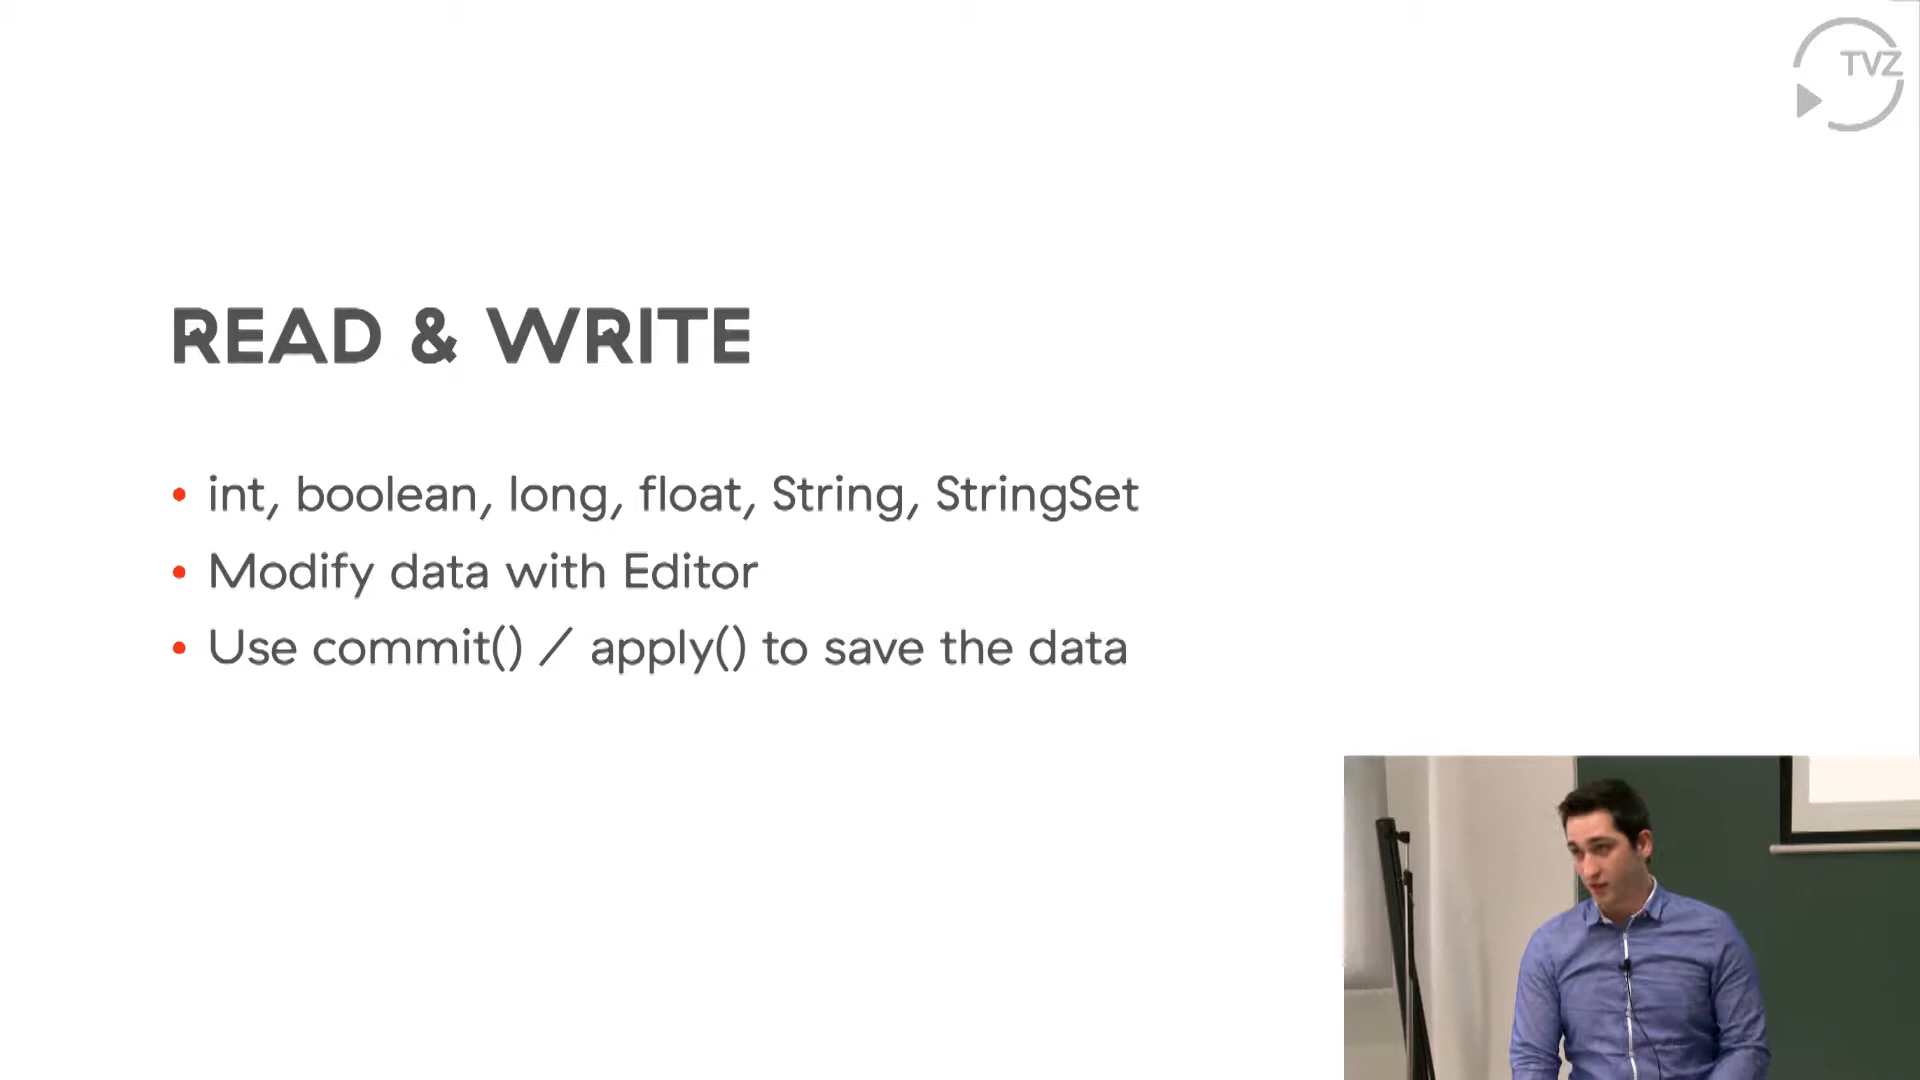 TVZ
READ & WRITE
• int, boolean, long, float, String, StringSet
• Modify data with Editor
• Use commit() / apply() to save the data